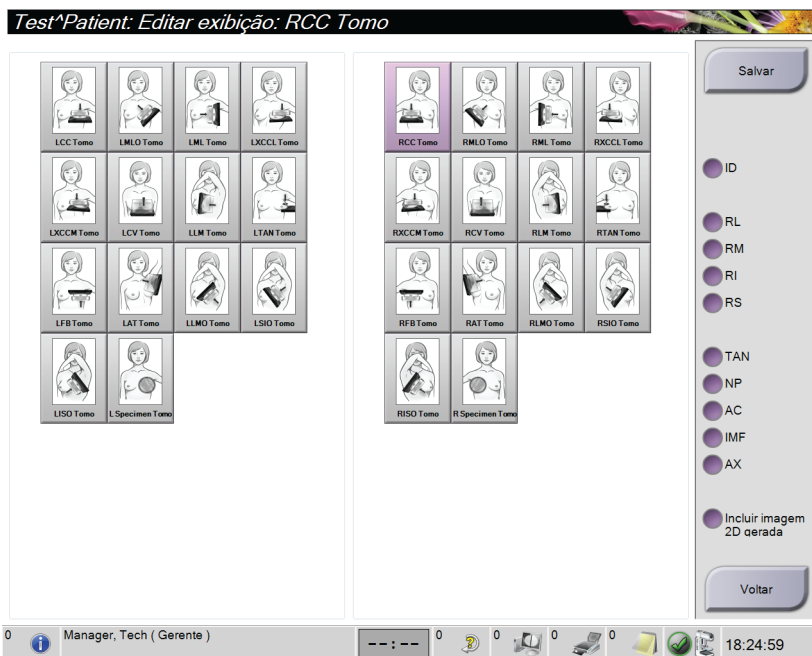 Test^Patient: Editar exibição: RCC Tomo
LCC Tomo
LMLO Tomo
LML Tomo
LXCCL Tomo
LXCCM Tomo
LCV Tomo
LLM Tomo
LTAN Tomo
LFB Tomo
LAT Tomo
LLMO Tomo
LSIO Tomo
LISO Tomo
L Specimen Tomo
RCC Tomo
RMLO Tomo
RML Tomo
RXCCL Tomo
RXCCM Tomo
RCV Tomo
RLM Tomo
RTAN Tomo
RFB Tomo
RAT Tomo
RLMO Tomo
RSIO Tomo
RISO Tomo
R Specimen Tomo
Salvar
ID
RL
RM
RI
RS
TAN
NP
AC
IMF
AX
Incluir imagem
2D gerada
Voltar
0
Manager, Tech ( Gerente )
--:--
0
0
0
0
18:24:59